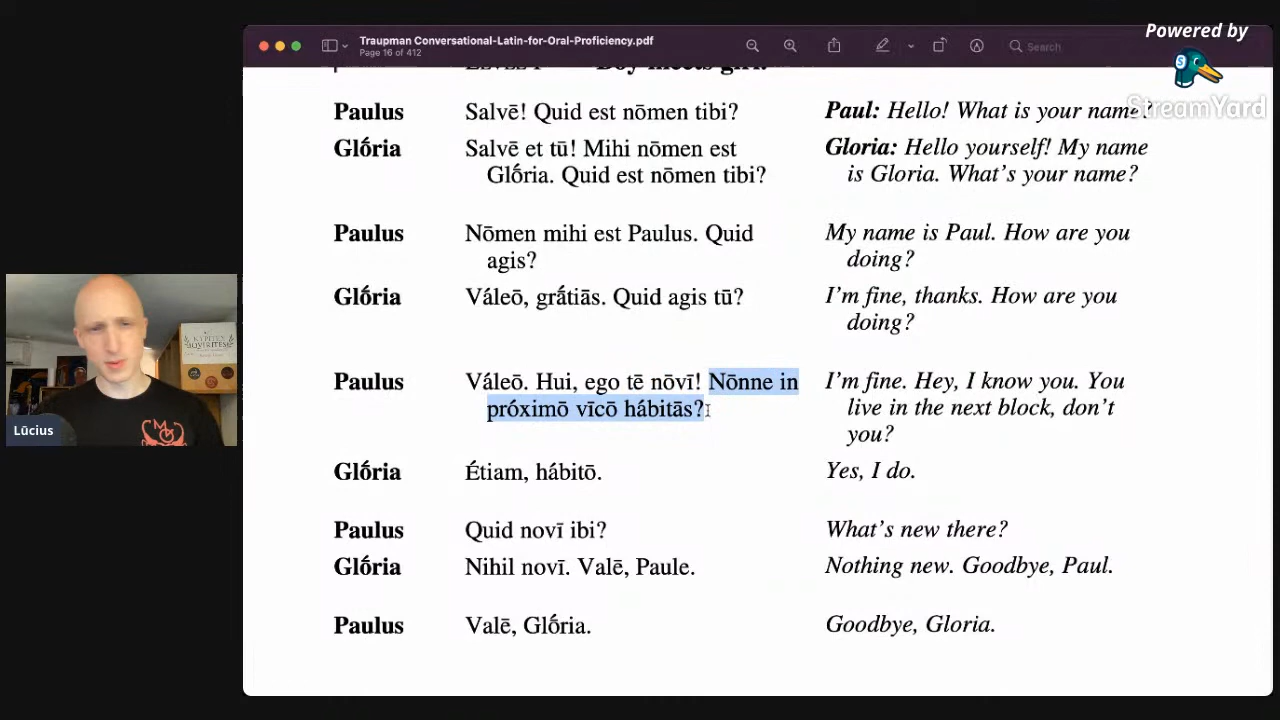 Powered by
StreamYard
Traupman Conversational-Latin-for-Oral-Proficiency.pdf
Page 16 of 412
Search
Boy meets girl.
Paulus Salvē! Quid est nōmen tibi? Paul: Hello! What is your name?
Glṓria Salvē et tū! Mihi nōmen est Gloria: Hello yourself! My name
Glṓria. Quid est nōmen tibi? is Gloria. What's your name?
Paulus Nōmen mihi est Paulus. Quid My name is Paul. How are you
agis? doing?
Glṓria Váleō, grā́tiās. Quid agis tū? I'm fine, thanks. How are you
doing?
Paulus Váleō. Hui, ego tē nōvī! Nōnne in I'm fine. Hey, I know you. You
próximō vīcō hábitās? live in the next block, don't
you?
Glṓria Étiam, hábitō. Yes, I do.
Paulus Quid novī ibi? What's new there?
Glṓria Nihil novī. Valē, Paule. Nothing new. Goodbye, Paul.
Paulus Valē, Glṓria. Goodbye, Gloria.
Lūcius